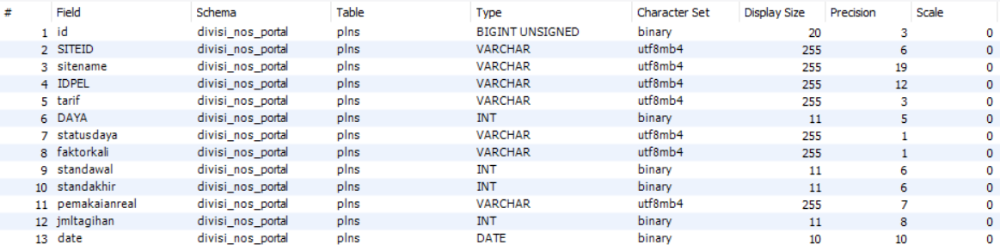 # Field Schema Table Type Character Set Display Size Precision Scale
1 id divisi_nos_portal plns BIGINT UNSIGNED binary 20 3 0
2 SITEID divisi_nos_portal plns VARCHAR utf8mb4 255 6 0
3 sitename divisi_nos_portal plns VARCHAR utf8mb4 255 19 0
4 IDPEL divisi_nos_portal plns VARCHAR utf8mb4 255 12 0
5 tarif divisi_nos_portal plns VARCHAR utf8mb4 255 3 0
6 DAYA divisi_nos_portal plns INT binary 11 5 0
7 statusdaya divisi_nos_portal plns VARCHAR utf8mb4 255 1 0
8 faktorkali divisi_nos_portal plns VARCHAR utf8mb4 255 1 0
9 standawal divisi_nos_portal plns INT binary 11 6 0
10 standakhir divisi_nos_portal plns INT binary 11 6 0
11 pemakaianreal divisi_nos_portal plns VARCHAR utf8mb4 255 7 0
12 jmltagihan divisi_nos_portal plns INT binary 11 8 0
13 date divisi_nos_portal plns DATE binary 10 10 0